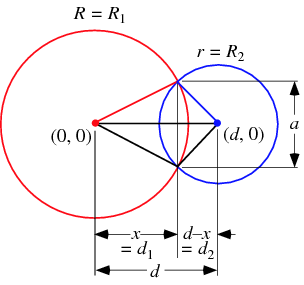 R = R₁
r = R₂
(0, 0)
(d, 0)
a
x
d–x
= d₁
= d₂
d